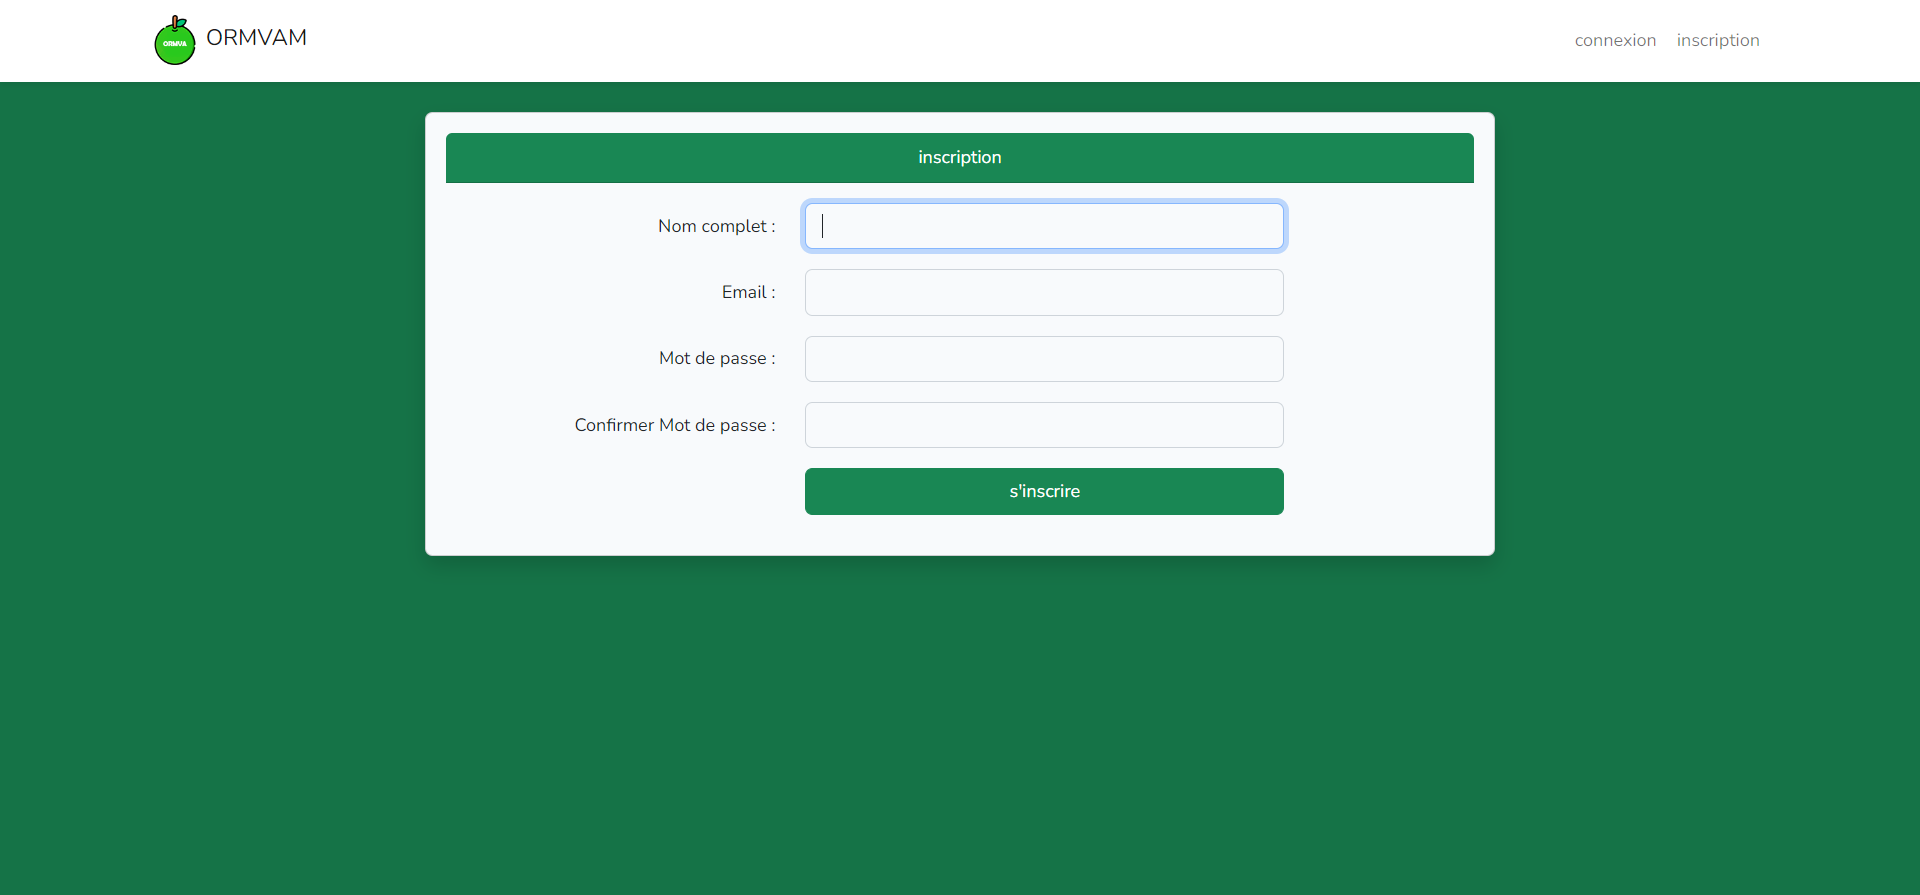 ORMVA
ORMVAM
connexion
inscription
inscription
Nom complet :
Email :
Mot de passe :
Confirmer Mot de passe :
s'inscrire